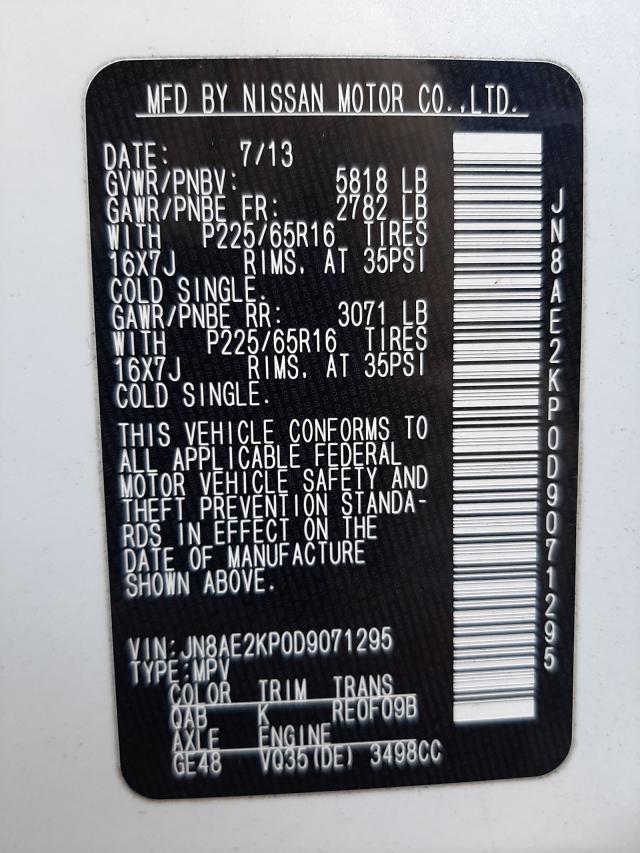 MFD BY NISSAN MOTOR CO.,LTD.
DATE: 7/13
GVWR/PNBV: 5818 LB
GAWR/PNBE FR: 2782 LB
WITH P225/65R16 TIRES
16X7J RIMS, AT 35PSI
COLD SINGLE.
GAWR/PNBE RR: 3071 LB
WITH P225/65R16 TIRES
16X7J RIMS, AT 35PSI
COLD SINGLE.
THIS VEHICLE CONFORMS TO
ALL APPLICABLE FEDERAL
MOTOR VEHICLE SAFETY AND
THEFT PREVENTION STANDA-
RDS IN EFFECT ON THE
DATE OF MANUFACTURE
SHOWN ABOVE.
VIN:JN8AE2KP0D9071295
TYPE:MPV
COLOR TRIM TRANS
QAB K RE0F09B
AXLE ENGINE
GE48 VQ35(DE) 3498CC
JN8AE2KP0D9071295